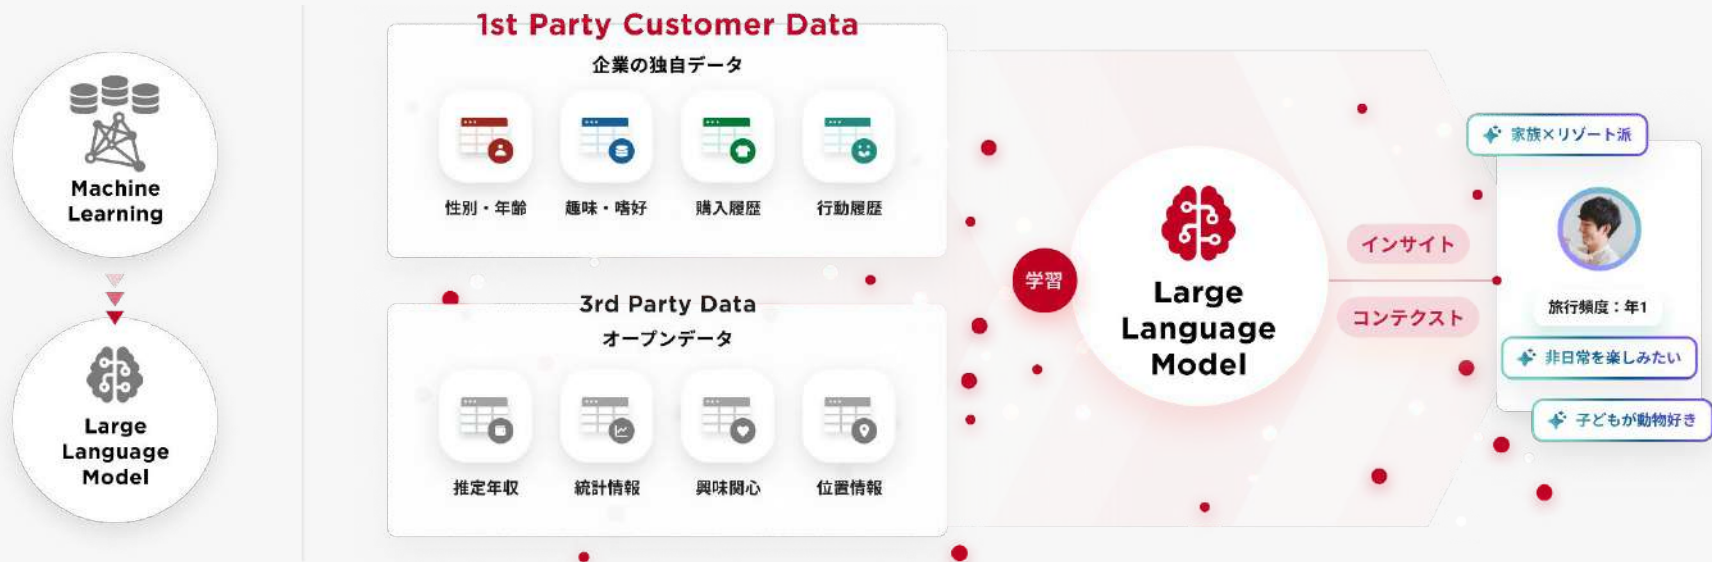 Machine
Learning
Large
Language
Model
1st Party Customer Data
企業の独自データ
性別・年齢
趣味・嗜好
購入履歴
行動履歴
3rd Party Data
オープンデータ
推定年収
統計情報
興味関心
位置情報
学習
Large
Language
Model
インサイト
コンテクスト
家族×リゾート派
旅行頻度：年1
非日常を楽しみたい
子どもが動物好き